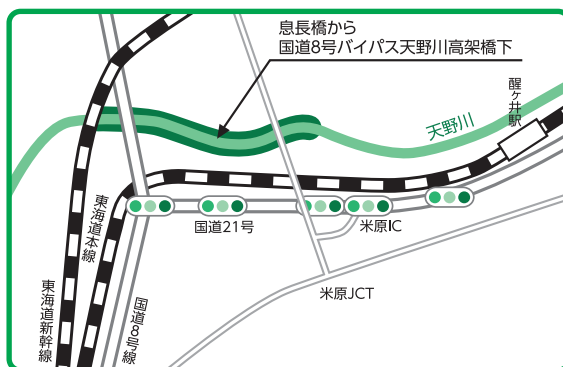 息長橋から
国道8号バイパス天野川高架橋下
醒ヶ井駅
天野川
国道21号
米原IC
東海道本線
米原JCT
東海道新幹線
国道8号線